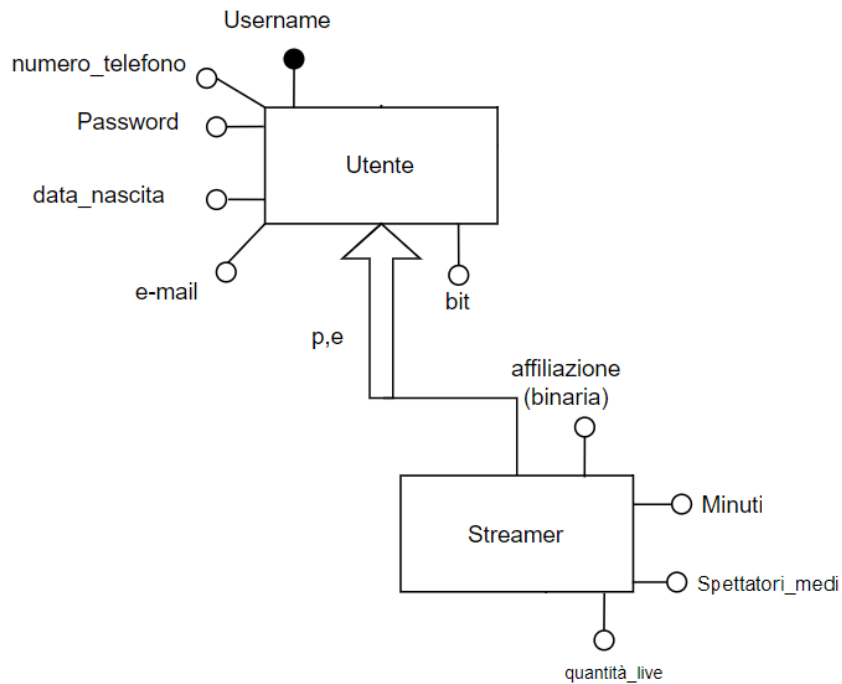 Username
numero_telefono
Password
Utente
data_nascita
e-mail
bit
p,e
affiliazione
(binaria)
Minuti
Streamer
Spettatori_medi
quantità_live